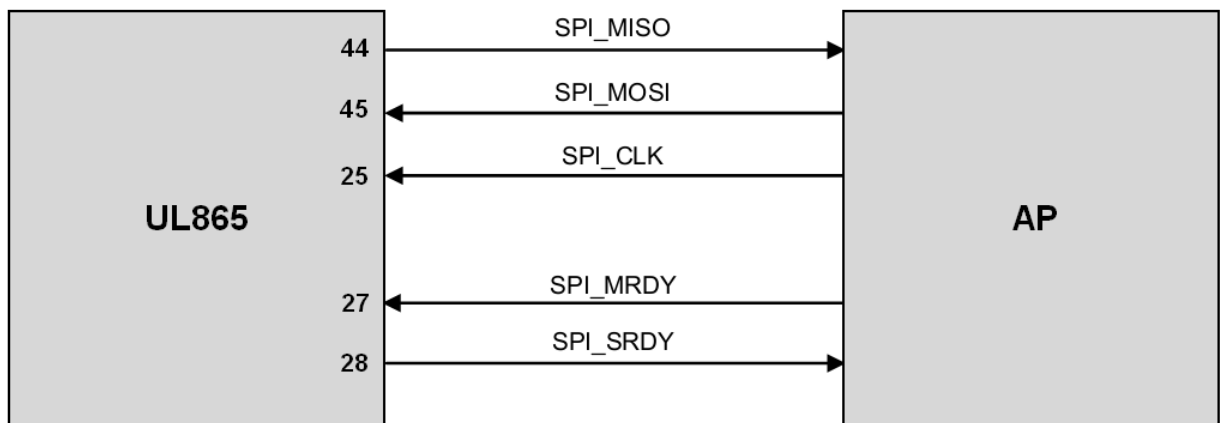 SPI_MISO
44
SPI_MOSI
45
SPI_CLK
25
UL865
AP
SPI_MRDY
27
SPI_SRDY
28